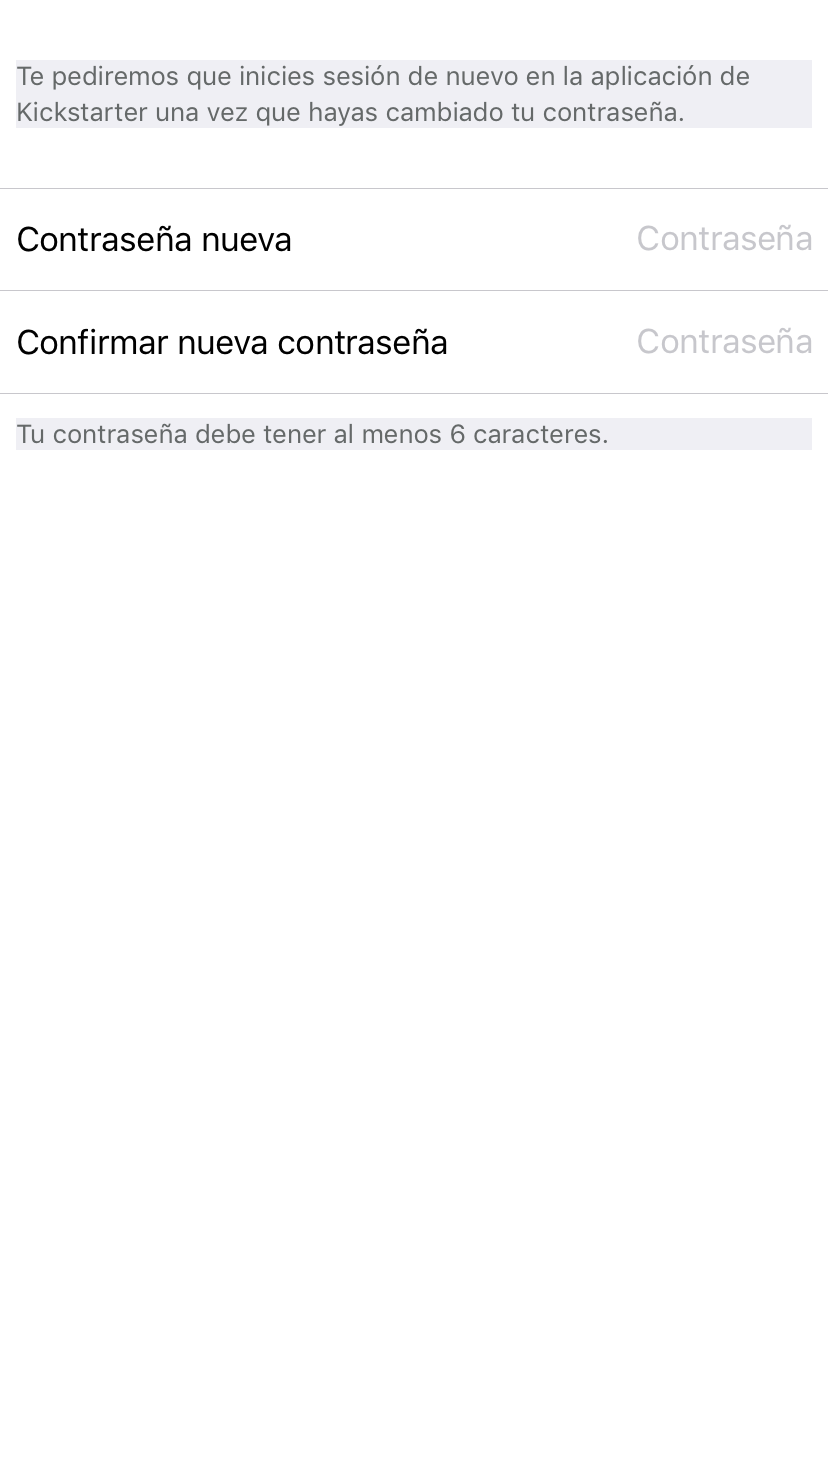 Te pediremos que inicies sesión de nuevo en la aplicación de
Kickstarter una vez que hayas cambiado tu contraseña.
Contraseña nueva Contraseña
Confirmar nueva contraseña Contraseña
Tu contraseña debe tener al menos 6 caracteres.